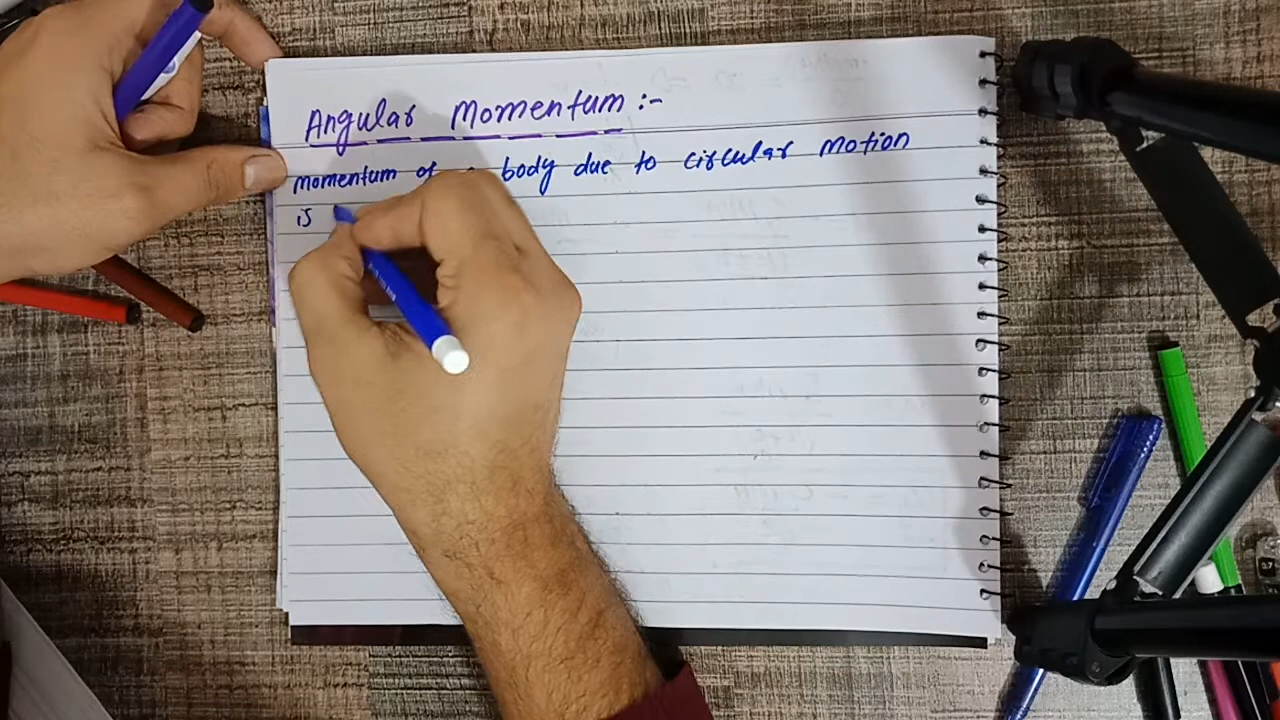 Angular Momentum :-
Momentum of a body due to circular motion
is